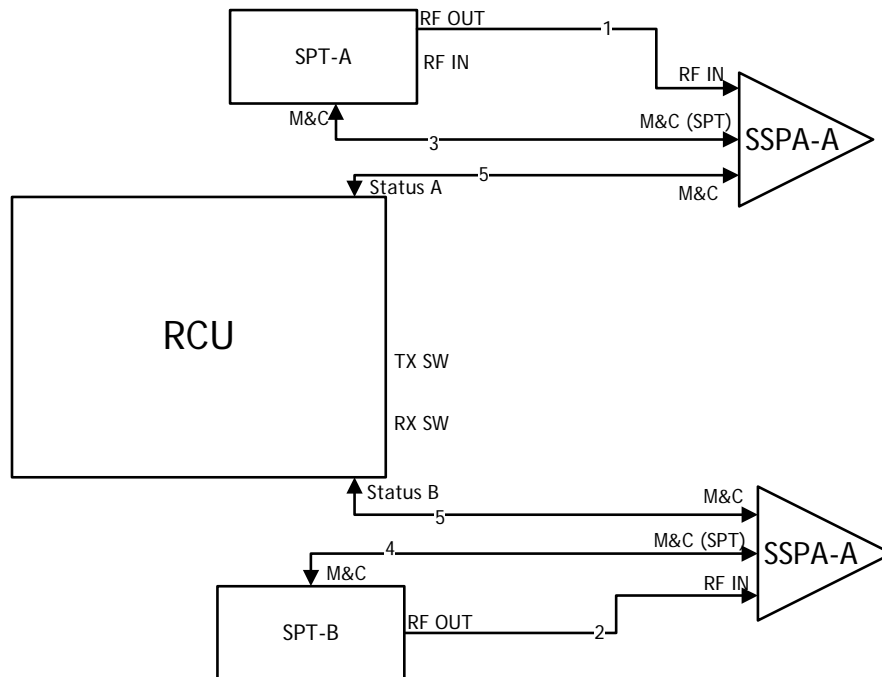 RF OUT
1
SPT-A
RF IN
RF IN
M&C
3
M&C (SPT)
SSPA-A
5
Status A
M&C
RCU
TX SW
RX SW
Status B
M&C
5
4
M&C (SPT)
SSPA-A
M&C
RF IN
RF OUT
2
SPT-B